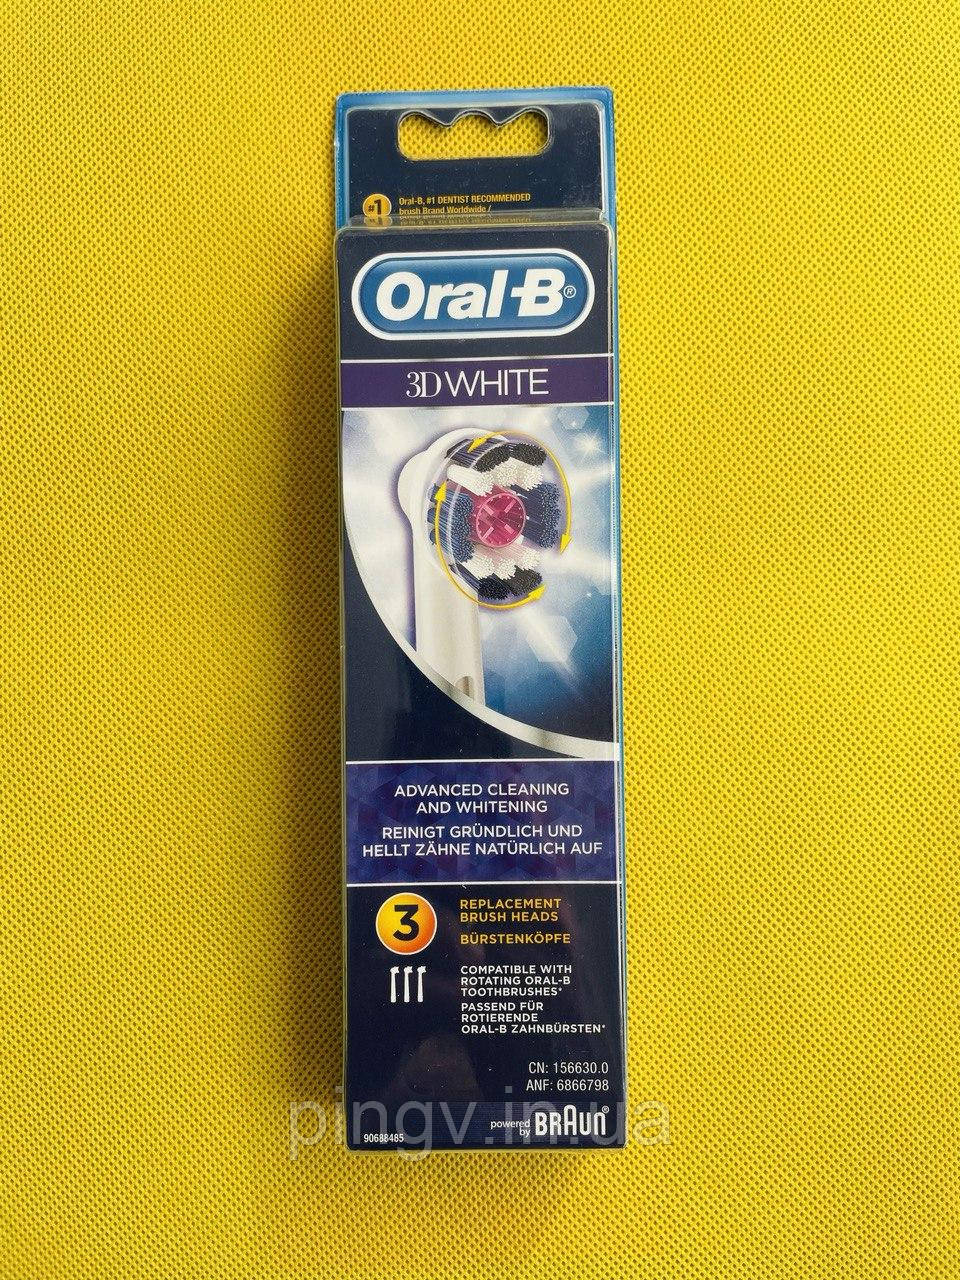 #1
Oral-B, #1 DENTIST RECOMMENDED
brush Brand Worldwide /
Oral-B®
3DWHITE
ADVANCED CLEANING
AND WHITENING
REINIGT GRÜNDLICH UND
HELLT ZÄHNE NATÜRLICH AUF
3
REPLACEMENT
BRUSH HEADS
BÜRSTENKÖPFE
COMPATIBLE WITH
ROTATING ORAL-B
TOOTHBRUSHES*
PASSEND FÜR
ROTIERENDE
ORAL-B ZAHNBÜRSTEN*
CN: 156630.0
ANF: 6866798
pingv.in.ua
powered
by
BRAUN®
90688485